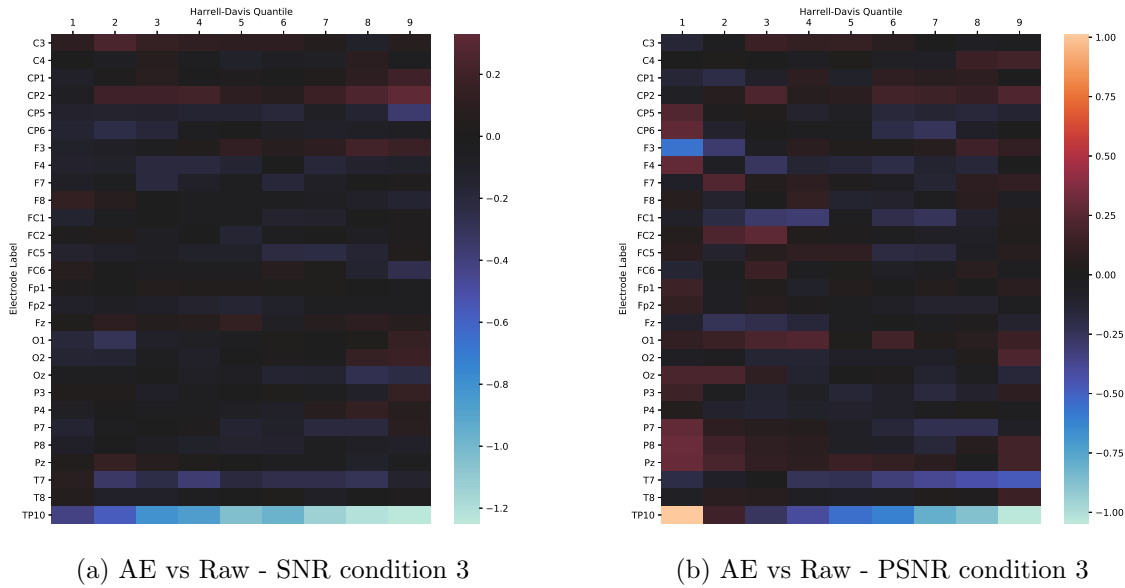 Harrell-Davis Quantile
1 2 3 4 5 6 7 8 9
Electrode Label
C3
C4
CP1
CP2
CP5
CP6
F3
F4
F7
F8
FC1
FC2
FC5
FC6
Fp1
Fp2
Fz
O1
O2
Oz
P3
P4
P7
P8
Pz
T7
T8
TP10
0.2
0.0
−0.2
−0.4
−0.6
−0.8
−1.0
−1.2
(a) AE vs Raw - SNR condition 3
Harrell-Davis Quantile
1 2 3 4 5 6 7 8 9
Electrode Label
C3
C4
CP1
CP2
CP5
CP6
F3
F4
F7
F8
FC1
FC2
FC5
FC6
Fp1
Fp2
Fz
O1
O2
Oz
P3
P4
P7
P8
Pz
T7
T8
TP10
1.00
0.75
0.50
0.25
0.00
−0.25
−0.50
−0.75
−1.00
(b) AE vs Raw - PSNR condition 3